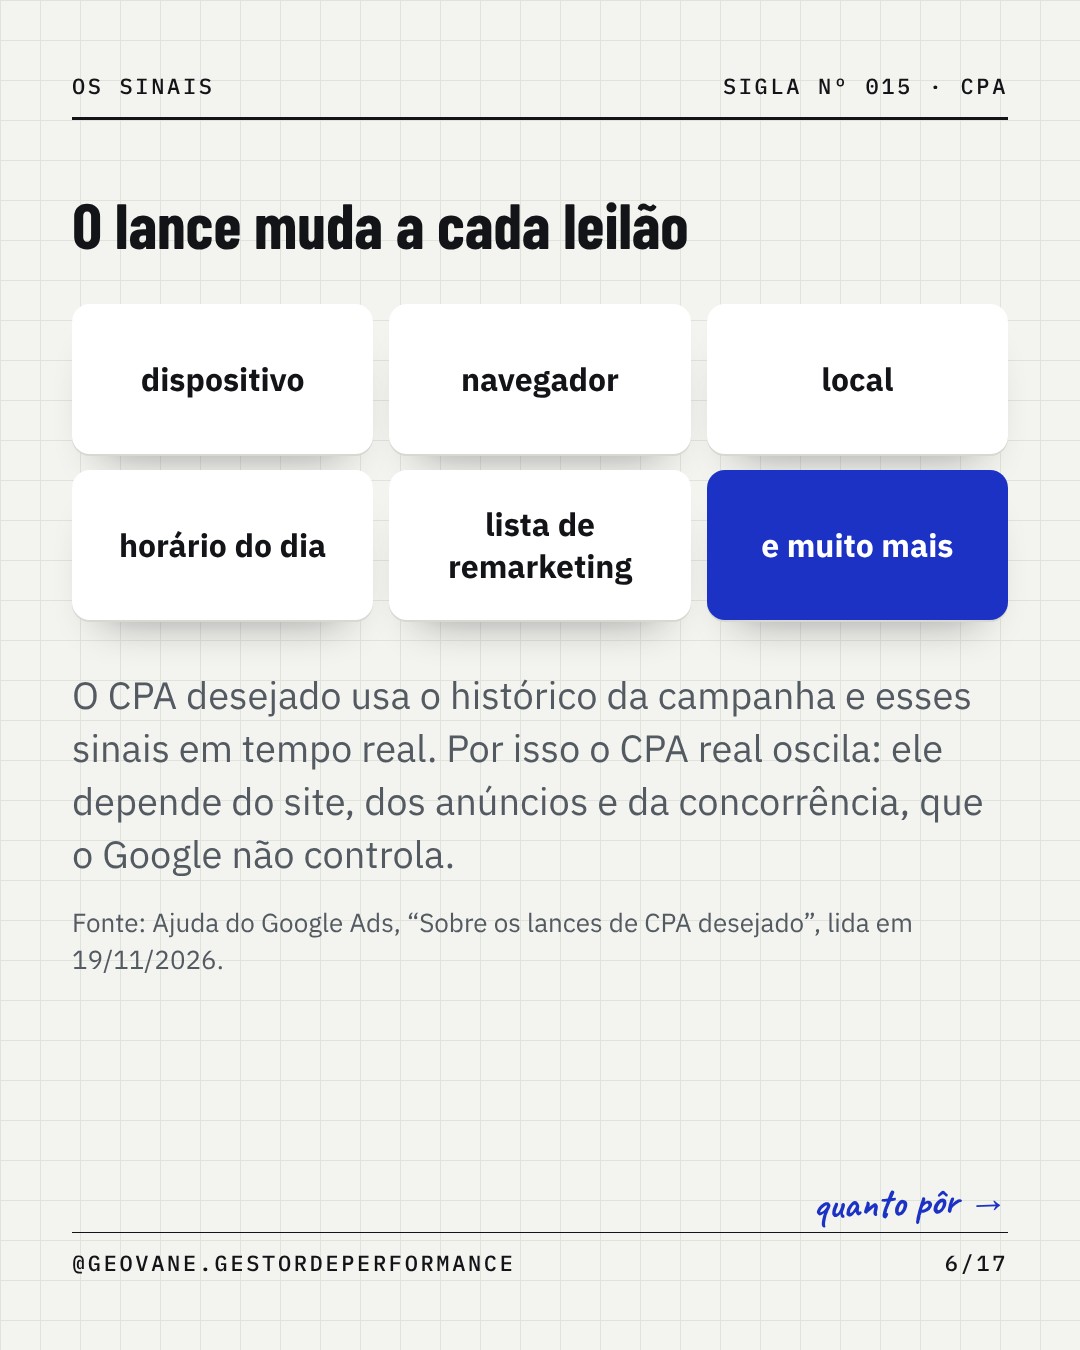 OS SINAIS
SIGLA Nº 015 · CPA
O lance muda a cada leilão
dispositivo
navegador
local
horário do dia
lista de
remarketing
e muito mais
O CPA desejado usa o histórico da campanha e esses
sinais em tempo real. Por isso o CPA real oscila: ele
depende do site, dos anúncios e da concorrência, que
o Google não controla.
Fonte: Ajuda do Google Ads, “Sobre os lances de CPA desejado”, lida em
19/11/2026.
quanto pôr →
@GEOVANE.GESTORDEPERFORMANCE
6/17